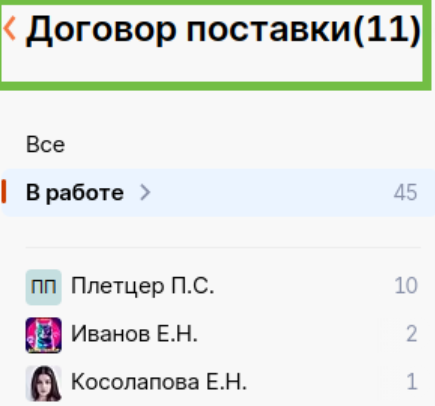 Договор поставки(11)
Все
В работе 45
ПП Плетцер П.С. 10
Иванов Е.Н. 2
Косолапова Е.Н. 1